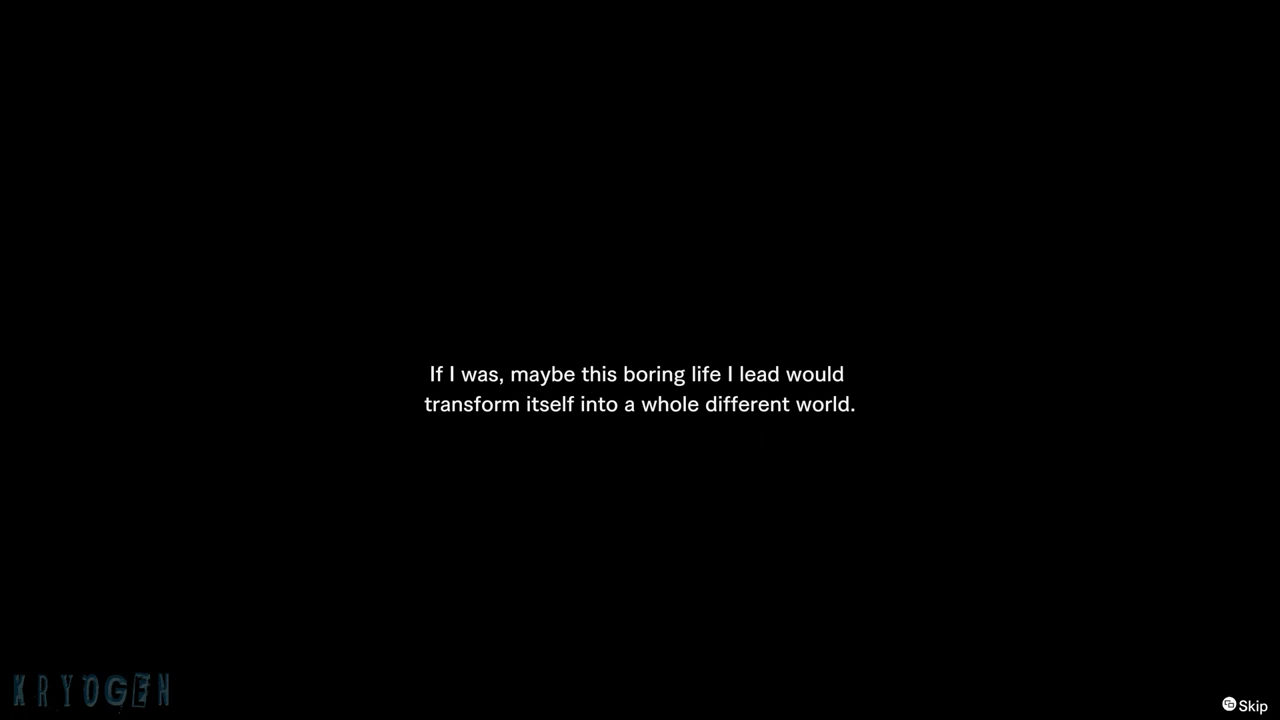 If I was, maybe this boring life I lead would
transform itself into a whole different world.
KRYOGEN
Skip